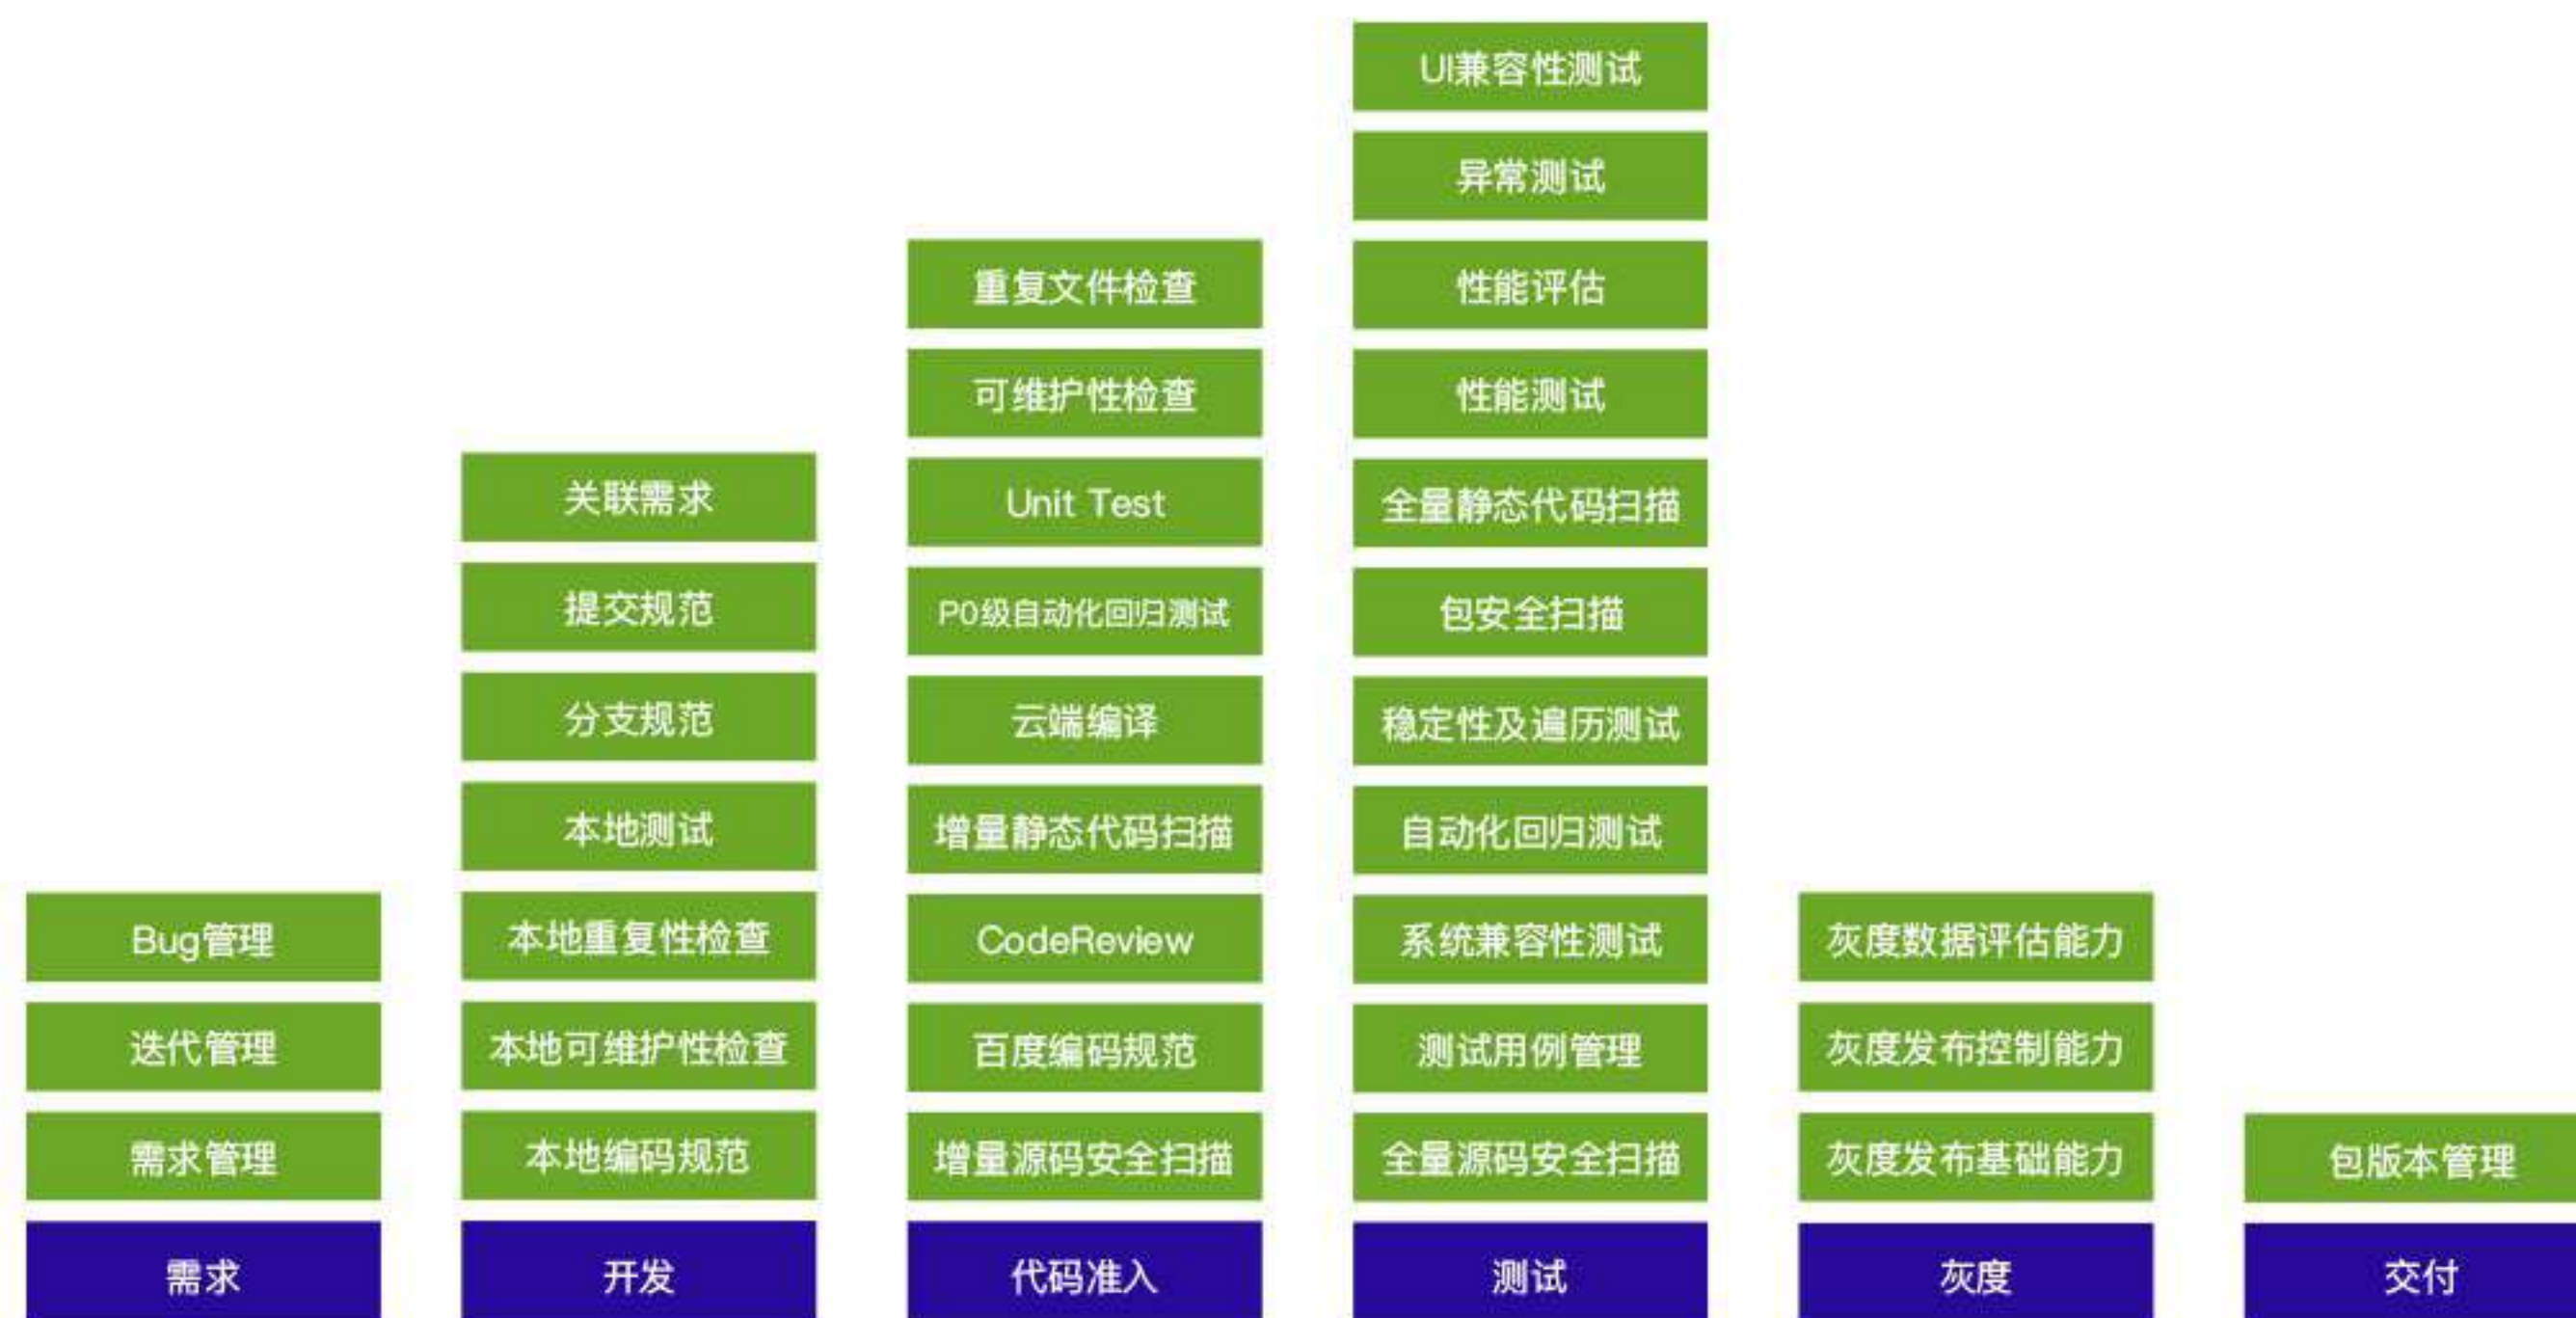 Bug管理
迭代管理
需求管理
需求
关联需求
提交规范
分支规范
本地测试
本地重复性检查
本地可维护性检查
本地编码规范
开发
重复文件检查
可维护性检查
Unit Test
P0级自动化回归测试
云端编译
增量静态代码扫描
CodeReview
百度编码规范
增量源码安全扫描
代码准入
UI兼容性测试
异常测试
性能评估
性能测试
全量静态代码扫描
包安全扫描
稳定性及遍历测试
自动化回归测试
系统兼容性测试
测试用例管理
全量源码安全扫描
测试
灰度数据评估能力
灰度发布控制能力
灰度发布基础能力
灰度
包版本管理
交付